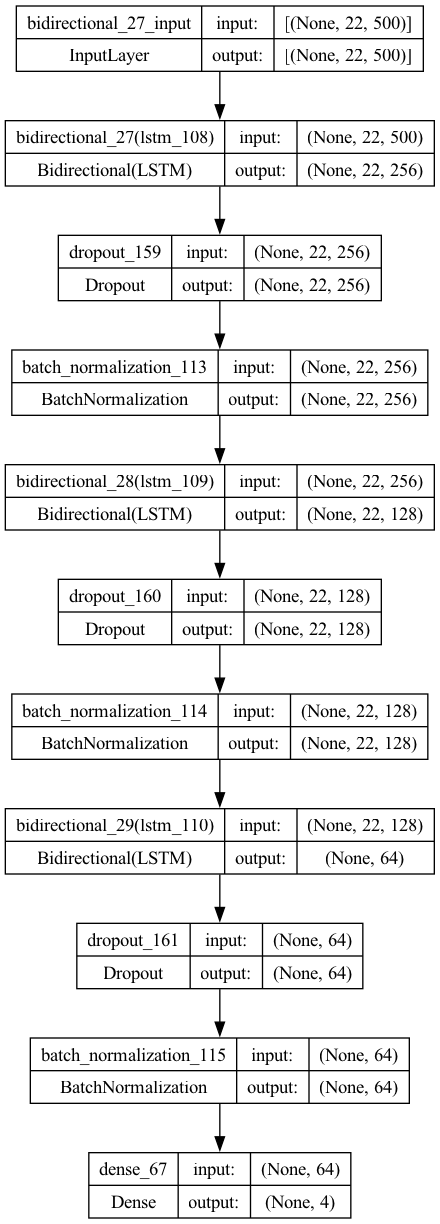 bidirectional_27_input input: [(None, 22, 500)]
InputLayer output: [(None, 22, 500)]
bidirectional_27(lstm_108) input: (None, 22, 500)
Bidirectional(LSTM) output: (None, 22, 256)
dropout_159 input: (None, 22, 256)
Dropout output: (None, 22, 256)
batch_normalization_113 input: (None, 22, 256)
BatchNormalization output: (None, 22, 256)
bidirectional_28(lstm_109) input: (None, 22, 256)
Bidirectional(LSTM) output: (None, 22, 128)
dropout_160 input: (None, 22, 128)
Dropout output: (None, 22, 128)
batch_normalization_114 input: (None, 22, 128)
BatchNormalization output: (None, 22, 128)
bidirectional_29(lstm_110) input: (None, 22, 128)
Bidirectional(LSTM) output: (None, 64)
dropout_161 input: (None, 64)
Dropout output: (None, 64)
batch_normalization_115 input: (None, 64)
BatchNormalization output: (None, 64)
dense_67 input: (None, 64)
Dense output: (None, 4)